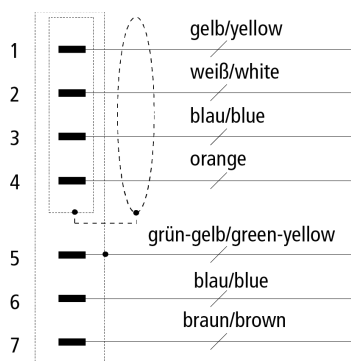 1 gelb/yellow
2 weiß/white
3 blau/blue
4 orange
5 grün-gelb/green-yellow
6 blau/blue
7 braun/brown